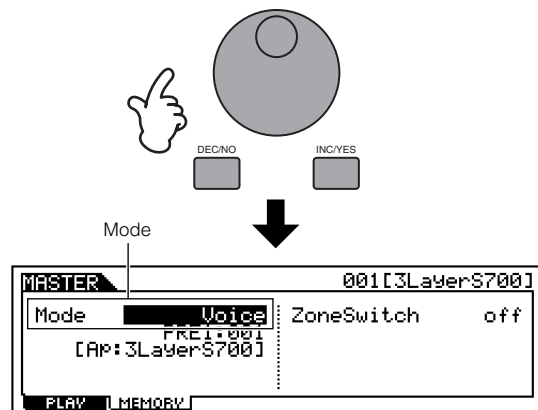 DEC/NO INC/YES
Mode
MASTER 001[3LayerS700]
Mode Voice ZoneSwitch off
PRE1:001
[Ap:3LayerS700]
PLAY MEMORY